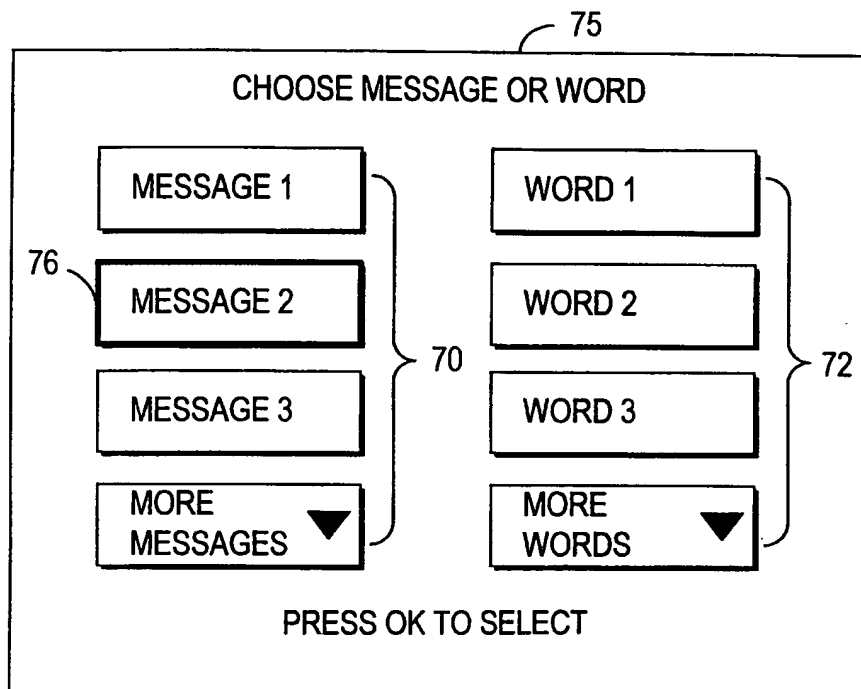 75
CHOOSE MESSAGE OR WORD
MESSAGE 1
WORD 1
76
MESSAGE 2
WORD 2
70
72
MESSAGE 3
WORD 3
MORE
MESSAGES
MORE
WORDS
PRESS OK TO SELECT